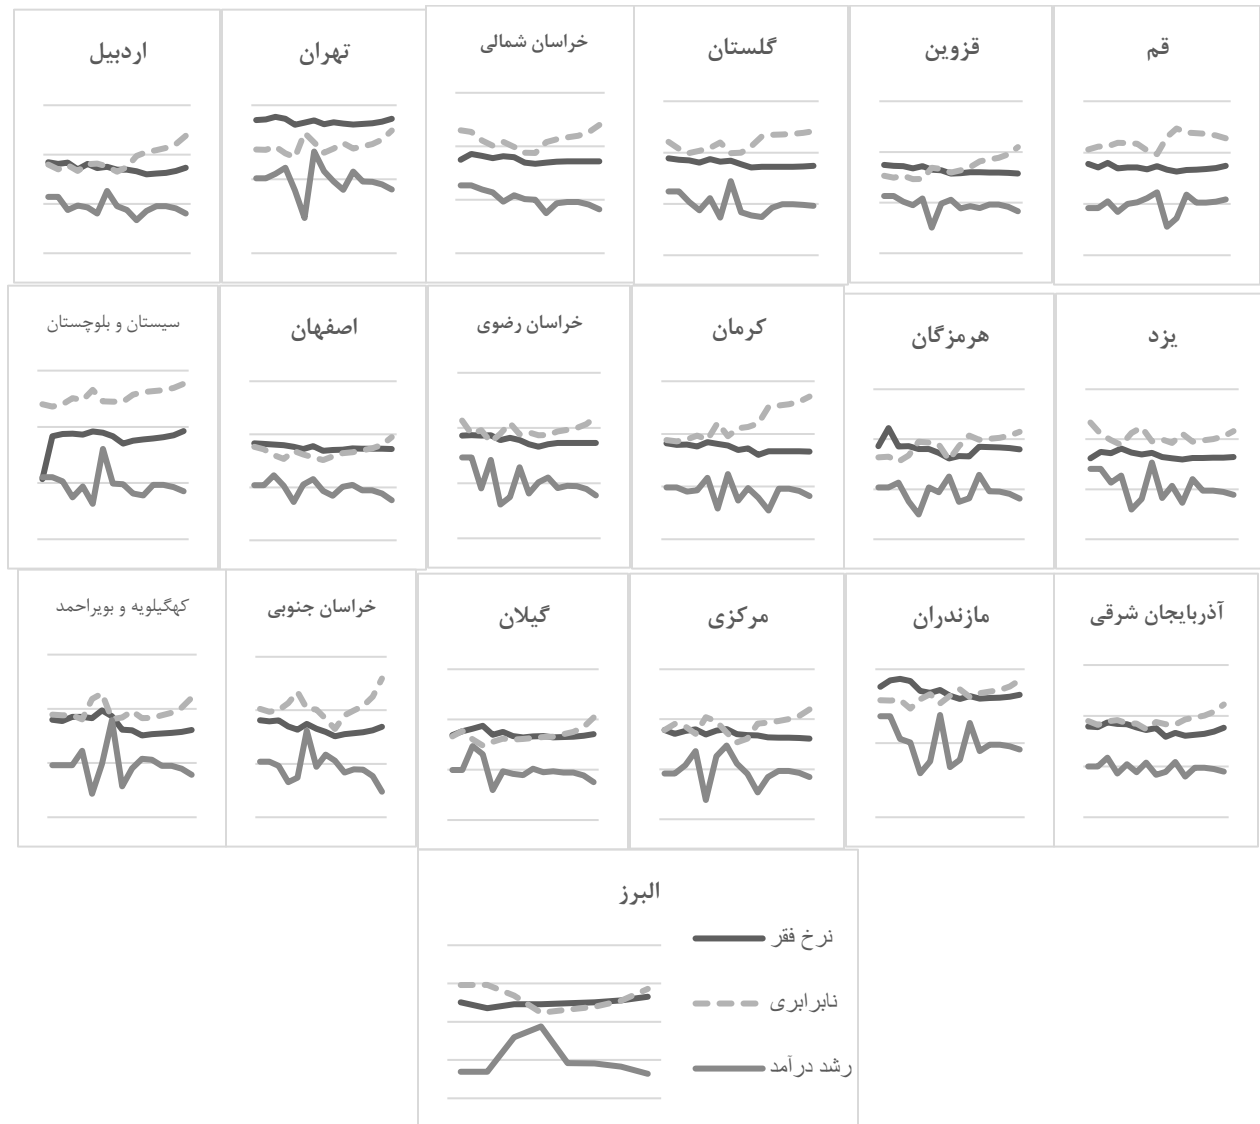 قم
قزوین
گلستان
خراسان شمالی
تهران
اردبیل
یزد
هرمزگان
کرمان
خراسان رضوی
اصفهان
سیستان و بلوچستان
آذربایجان شرقی
مازندران
مرکزی
گیلان
خراسان جنوبی
کهگیلویه و بویراحمد
البرز
نرخ فقر
نابرابری
رشد درآمد